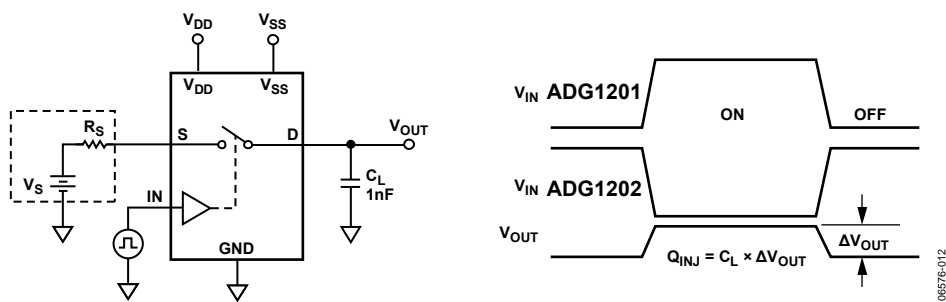 VDD
VSS
VDD
VSS
RS
S
D
VOUT
VS
IN
CL
1nF
GND
VIN ADG1201
ON
OFF
VIN ADG1202
VOUT
ΔVOUT
QINJ = CL × ΔVOUT
06576-012